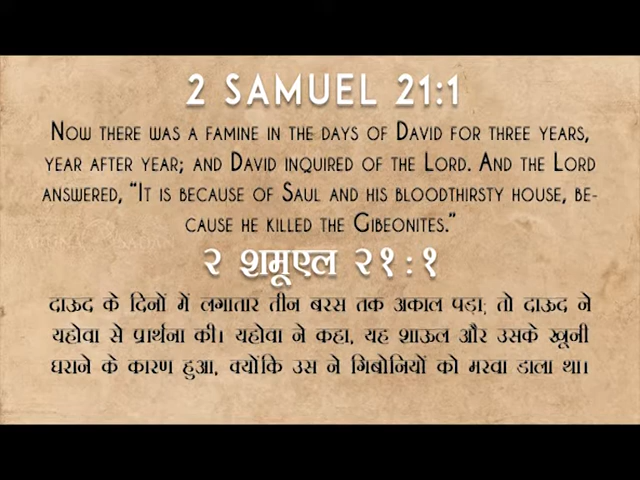 2 SAMUEL 21:1
NOW THERE WAS A FAMINE IN THE DAYS OF DAVID FOR THREE YEARS,
YEAR AFTER YEAR; AND DAVID INQUIRED OF THE LORD. AND THE LORD
ANSWERED, “IT IS BECAUSE OF SAUL AND HIS BLOODTHIRSTY HOUSE, BE-
CAUSE HE KILLED THE GIBEONITES.”
२ शमूएल २१:१
दाऊद के दिनों में लगातार तीन बरस तक अकाल पड़ा; तो दाऊद ने
यहोवा से प्रार्थना की। यहोवा ने कहा, यह शाऊल और उसके खूनी
घराने के कारण हुआ, क्योंकि उस ने गिबोनियों को मरवा डाला था।